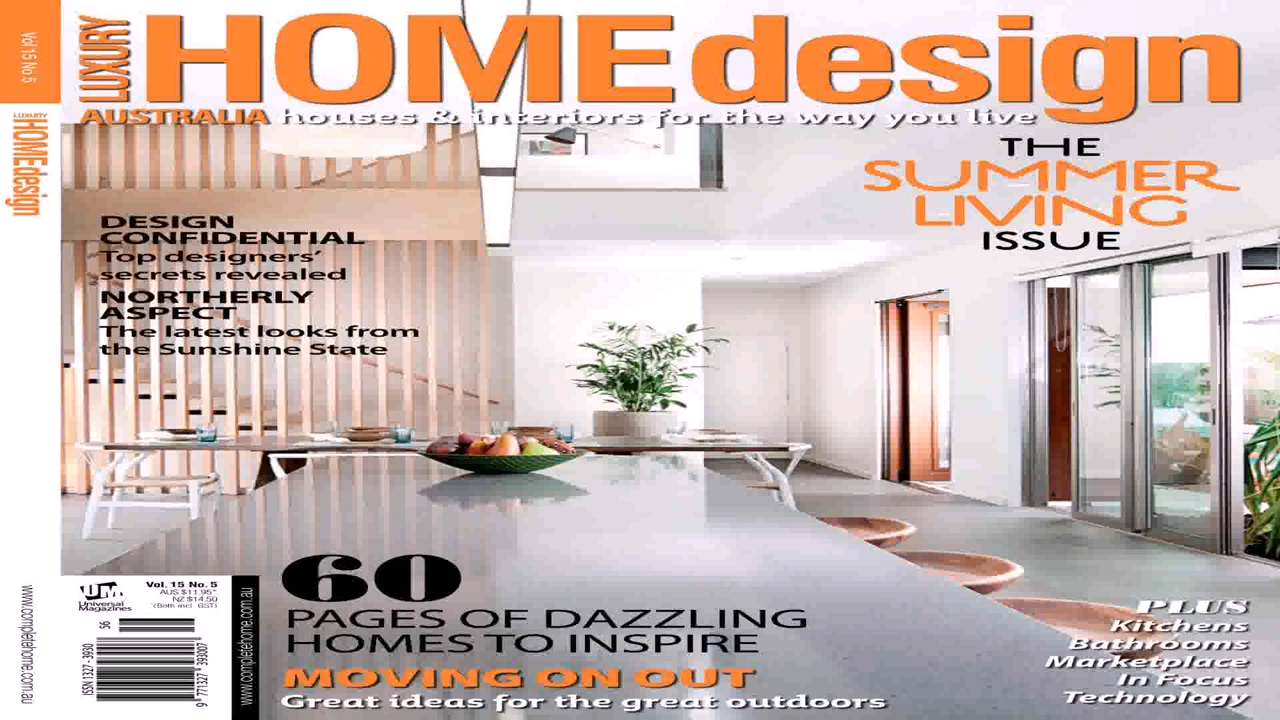 Vol 15 No 5
LUXURY
HOMEdesign
www.completehome.com.au
LUXURY
HOMEdesign
AUSTRALIA houses & interiors for the way you live
THE
SUMMER
LIVING
ISSUE
DESIGN
CONFIDENTIAL
Top designers'
secrets revealed
NORTHERLY
ASPECT
The latest looks from
the Sunshine State
60
PAGES OF DAZZLING
HOMES TO INSPIRE
MOVING ON OUT
Great ideas for the great outdoors
PLUS
Kitchens
Bathrooms
Marketplace
In Focus
Technology
UM
Universal
Magazines
Vol. 15 No. 5
AUS $11.95*
NZ $14.50
(Both incl. GST)
56
ISSN 1327-3930
9 771327 393007
www.completehome.com.au